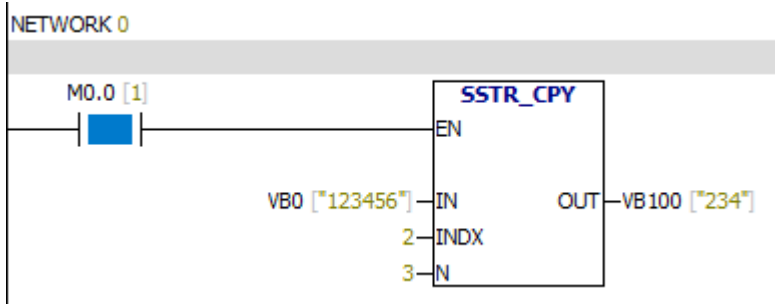 NETWORK 0
M0.0 [1]
SSTR_CPY
EN
VB0 ["123456"] IN OUT VB100 ["234"]
2 INDX
3 N